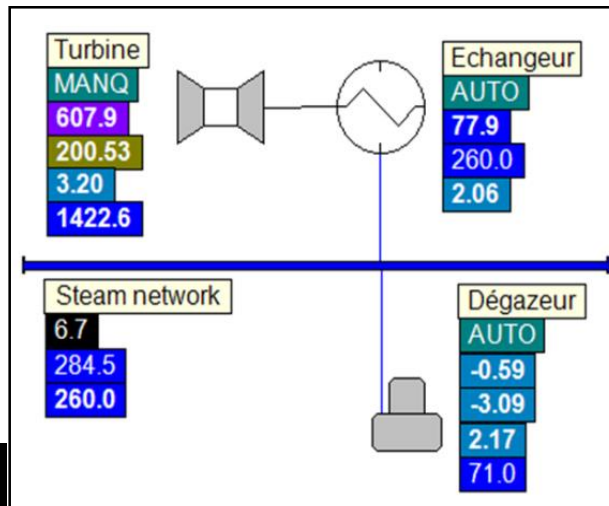 Turbine
MANQ
607.9
200.53
3.20
1422.6
Echangeur
AUTO
77.9
260.0
2.06
Steam network
6.7
284.5
260.0
Dégazeur
AUTO
-0.59
-3.09
2.17
71.0